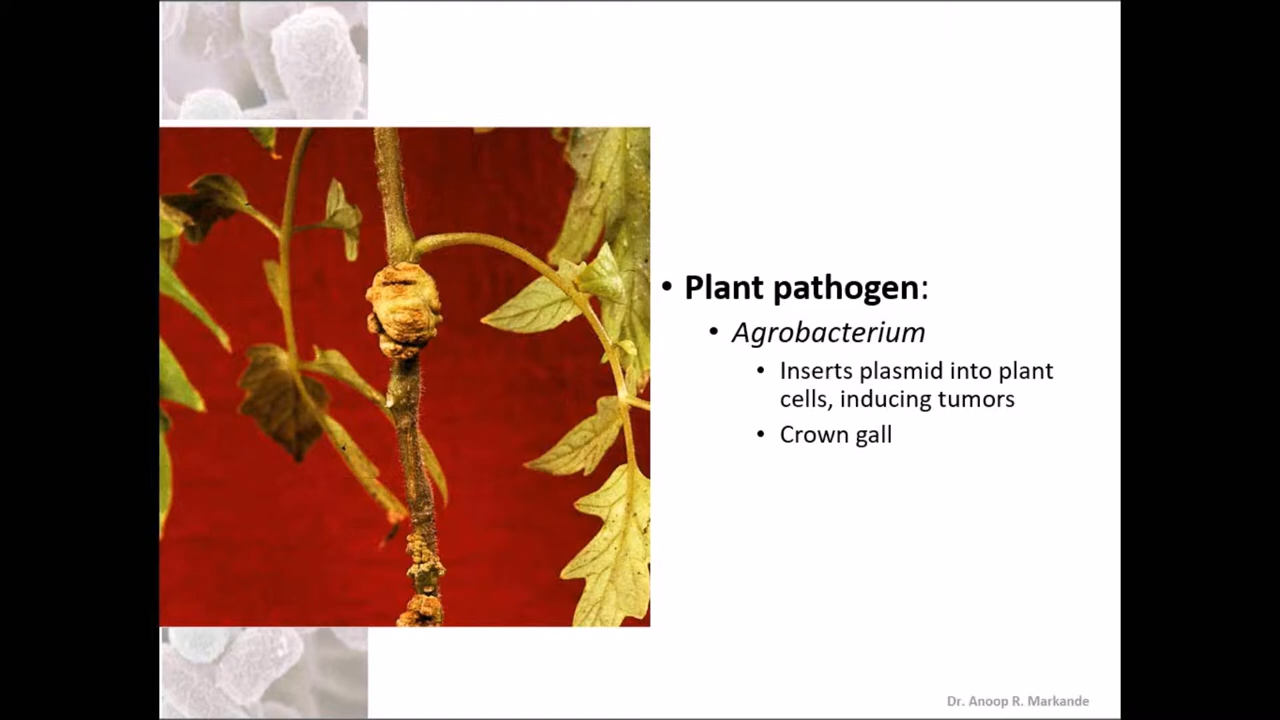 • Plant pathogen:
• Agrobacterium
• Inserts plasmid into plant
cells, inducing tumors
• Crown gall
Dr. Anoop R. Markande